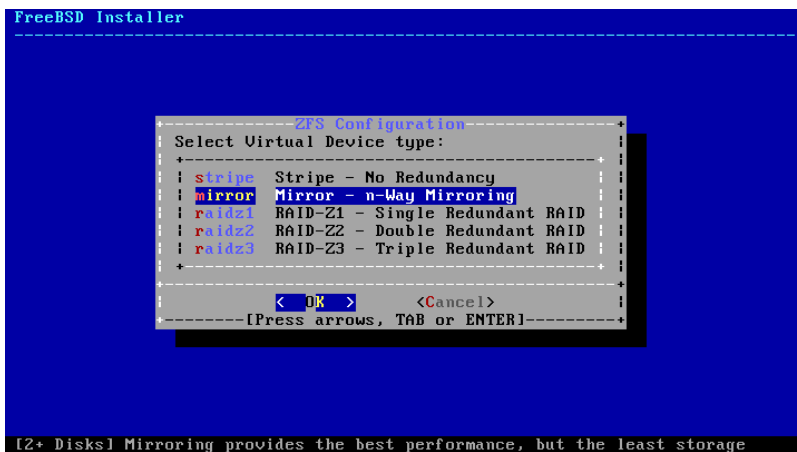 FreeBSD Installer
ZFS Configuration
Select Virtual Device type:
stripe Stripe - No Redundancy
mirror Mirror - n-Way Mirroring
raidz1 RAID-Z1 - Single Redundant RAID
raidz2 RAID-Z2 - Double Redundant RAID
raidz3 RAID-Z3 - Triple Redundant RAID
< OK > <Cancel>
[Press arrows, TAB or ENTER]
[2+ Disks] Mirroring provides the best performance, but the least storage